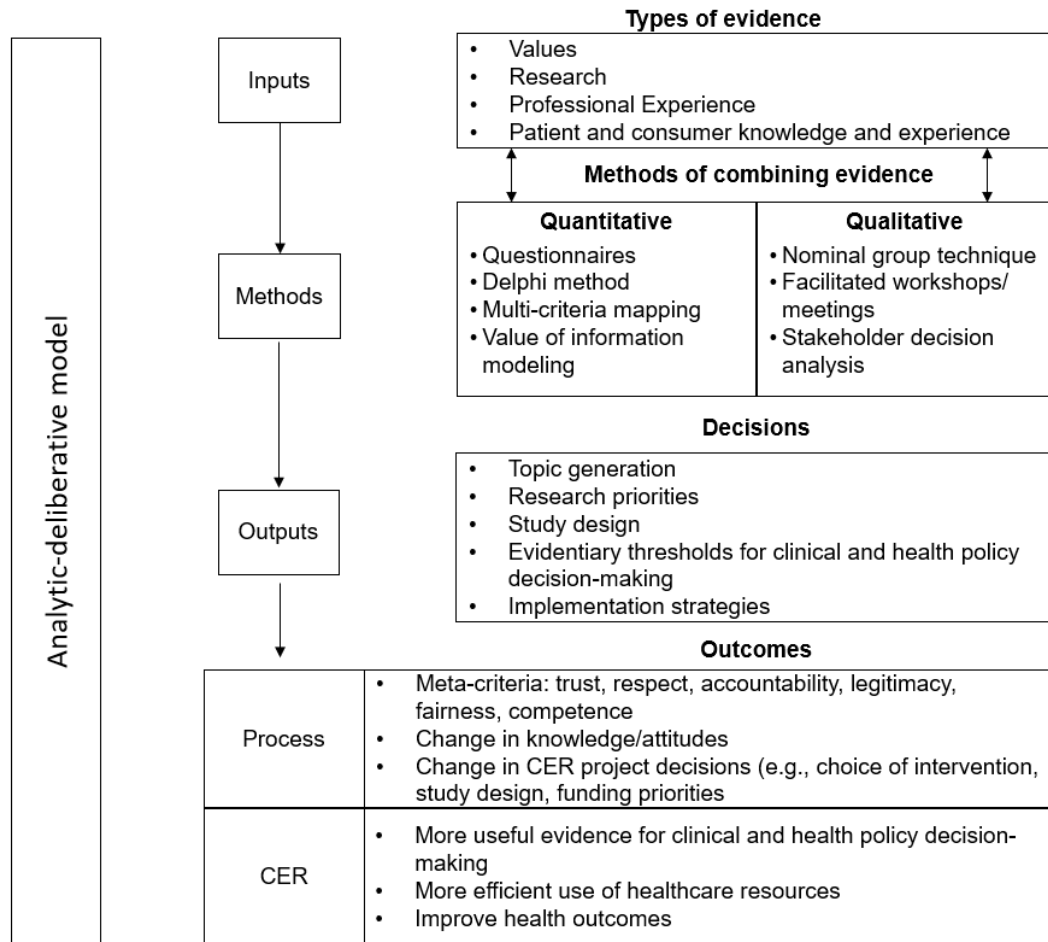 Analytic-deliberative model
Types of evidence
Inputs
• Values
• Research
• Professional Experience
• Patient and consumer knowledge and experience
Methods of combining evidence
Methods
Quantitative
• Questionnaires
• Delphi method
• Multi-criteria mapping
• Value of information
modeling
Qualitative
• Nominal group technique
• Facilitated workshops/
meetings
• Stakeholder decision
analysis
Decisions
Outputs
• Topic generation
• Research priorities
• Study design
• Evidentiary thresholds for clinical and health policy
decision-making
• Implementation strategies
Outcomes
Process
• Meta-criteria: trust, respect, accountability, legitimacy,
fairness, competence
• Change in knowledge/attitudes
• Change in CER project decisions (e.g., choice of intervention,
study design, funding priorities
CER
• More useful evidence for clinical and health policy decision-
making
• More efficient use of healthcare resources
• Improve health outcomes